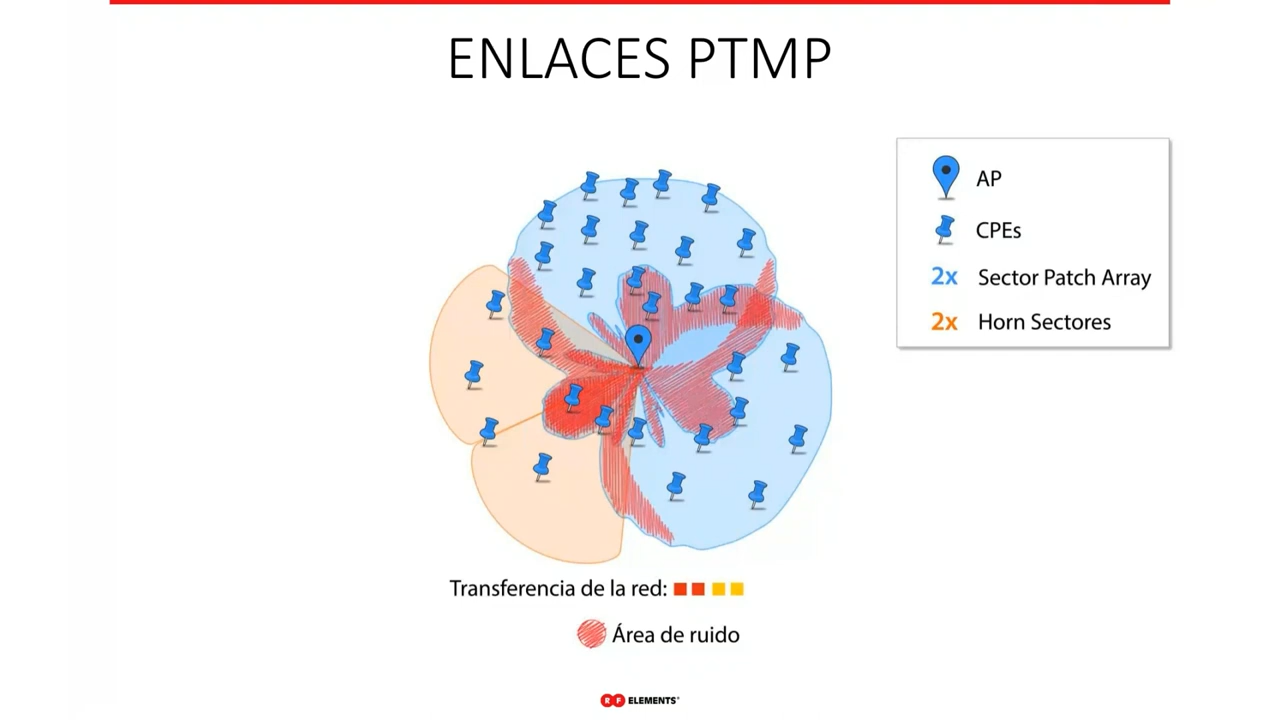 ENLACES PTMP
AP
CPEs
2x Sector Patch Array
2x Horn Sectores
Transferencia de la red:
Área de ruido
RF ELEMENTS